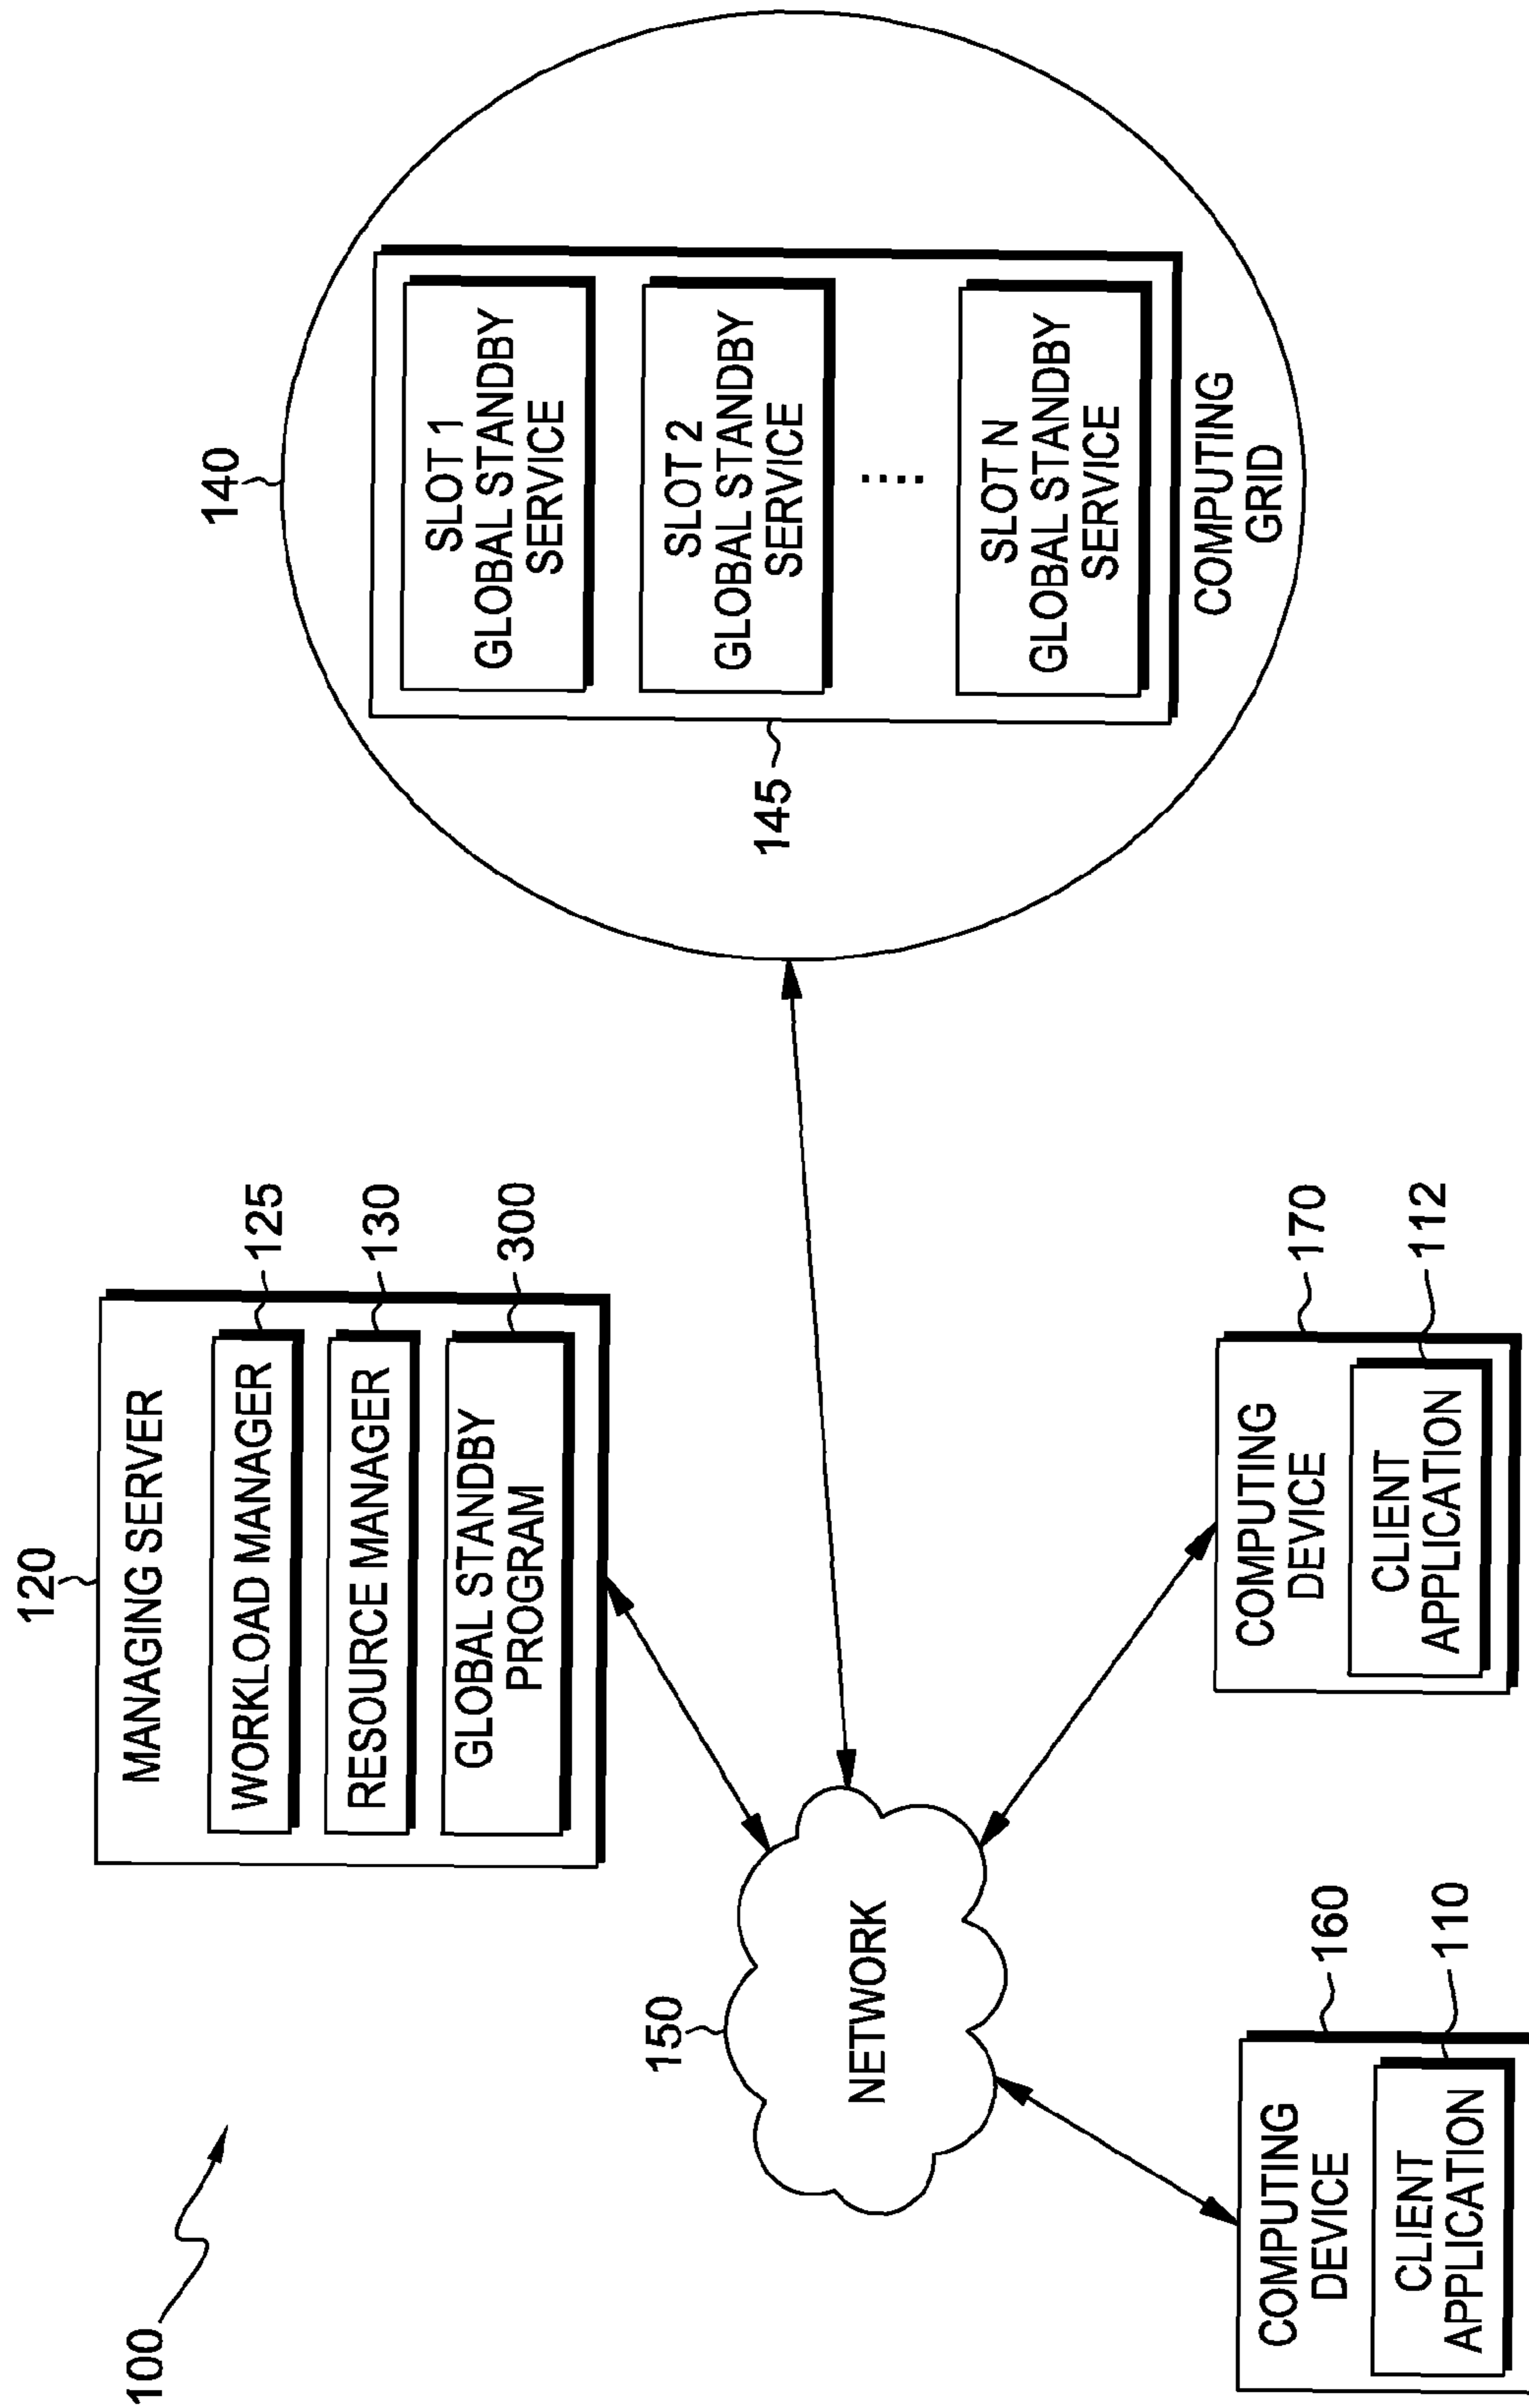 100
120
MANAGING SERVER
WORKLOAD MANAGER
125
RESOURCE MANAGER
130
GLOBAL STANDBY
PROGRAM
300
140
SLOT 1
GLOBAL STANDBY
SERVICE
SLOT 2
GLOBAL STANDBY
SERVICE
SLOT N
GLOBAL STANDBY
SERVICE
145
COMPUTING
GRID
150
NETWORK
COMPUTING
DEVICE
160
CLIENT
APPLICATION
110
COMPUTING
DEVICE
170
CLIENT
APPLICATION
112